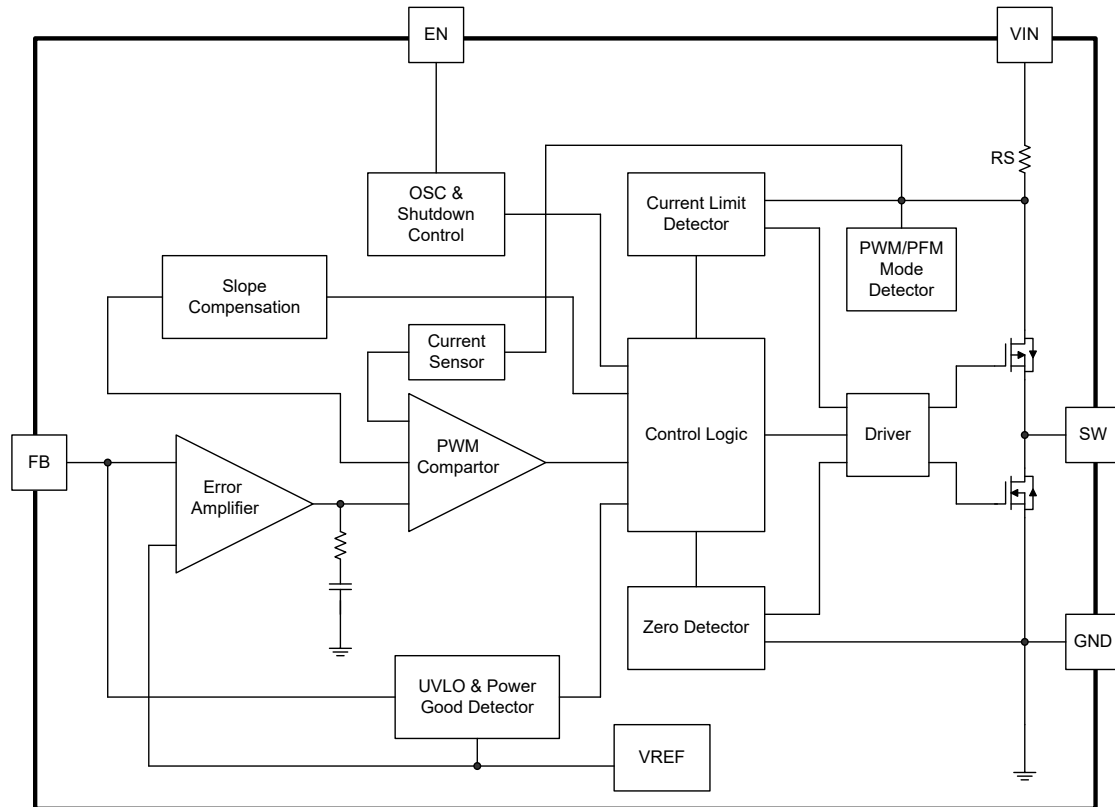 EN
VIN
RS
OSC &
Shutdown
Control
Current Limit
Detector
PWM/PFM
Mode
Detector
Slope
Compensation
Current
Sensor
PWM
Compartor
Control Logic
Driver
SW
FB
Error
Amplifier
Zero Detector
GND
UVLO & Power
Good Detector
VREF